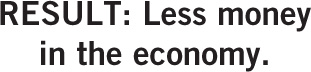 RESULT: Less money
in the economy.